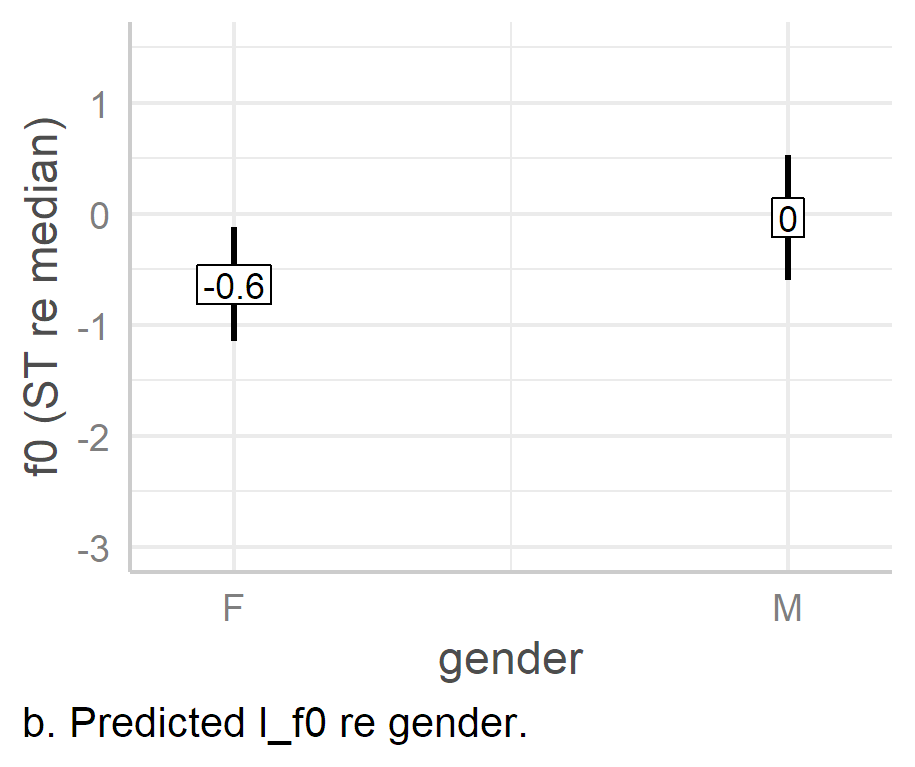 f0 (ST re median)
1
0
-1
-2
-3
-0.6
0
F
M
gender
b. Predicted l_f0 re gender.